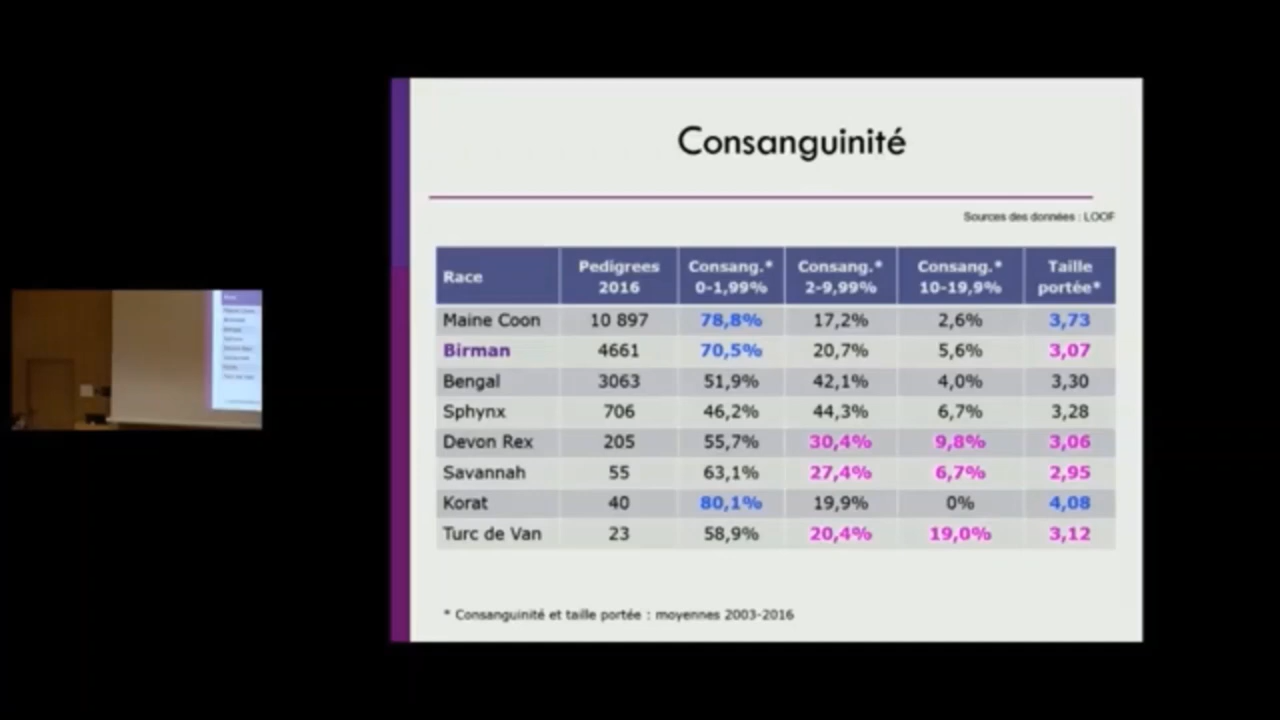 Consanguinité
Sources des données : LOOF
Race Pedigrees 2016 Consang.* 0-1,99% Consang.* 2-9,99% Consang.* 10-19,9% Taille portée*
Maine Coon 10 897 78,8% 17,2% 2,6% 3,73
Birman 4661 70,5% 20,7% 5,6% 3,07
Bengal 3063 51,9% 42,1% 4,0% 3,30
Sphynx 706 46,2% 44,3% 6,7% 3,28
Devon Rex 205 55,7% 30,4% 9,8% 3,06
Savannah 55 63,1% 27,4% 6,7% 2,95
Korat 40 80,1% 19,9% 0% 4,08
Turc de Van 23 58,9% 20,4% 19,0% 3,12
* Consanguinité et taille portée : moyennes 2003-2016